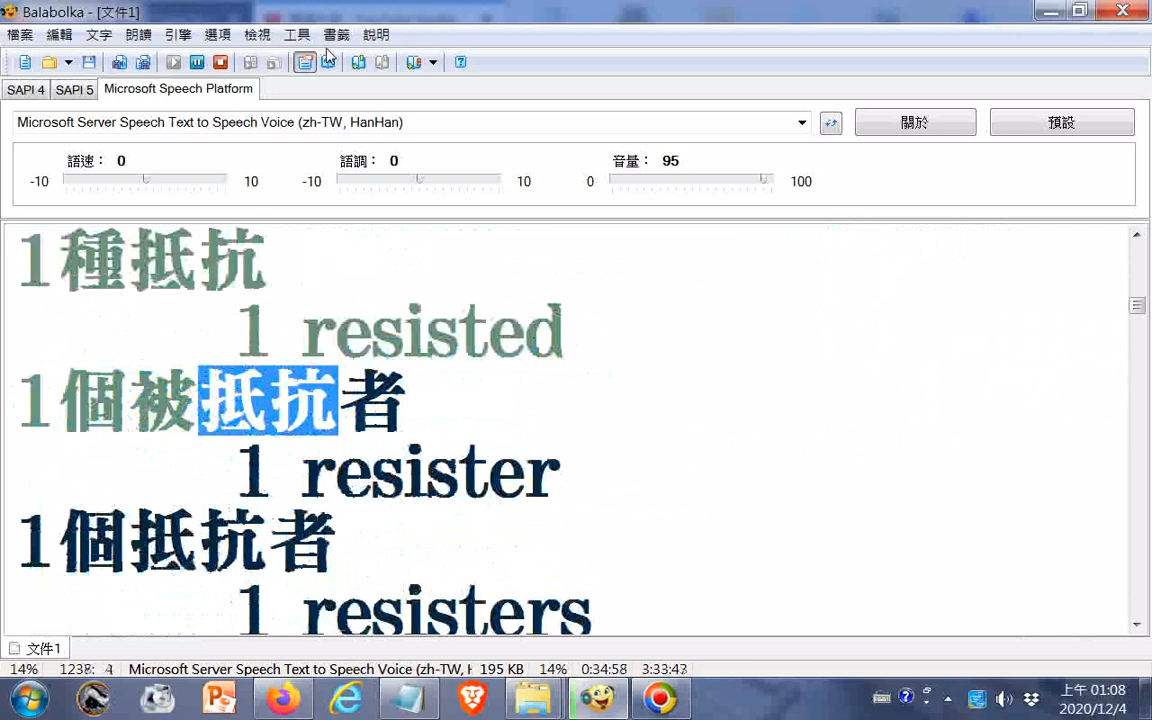 Balabolka - [文件1]
檔案 編輯 文字 朗讀 引擎 選項 檢視 工具 書籤 說明
SAPI 4 SAPI 5 Microsoft Speech Platform
Microsoft Server Speech Text to Speech Voice (zh-TW, HanHan) 關於 預設
語速： 0 語調： 0 音量： 95
-10 10 -10 10 0 100
1種抵抗
1 resisted
1個被抵抗者
1 resister
1個抵抗者
1 resisters
文件1
14% 1238: 4 Microsoft Server Speech Text to Speech Voice (zh-TW, H 195 KB 14% 0:34:58 3:33:47
上午 01:08
2020/12/4